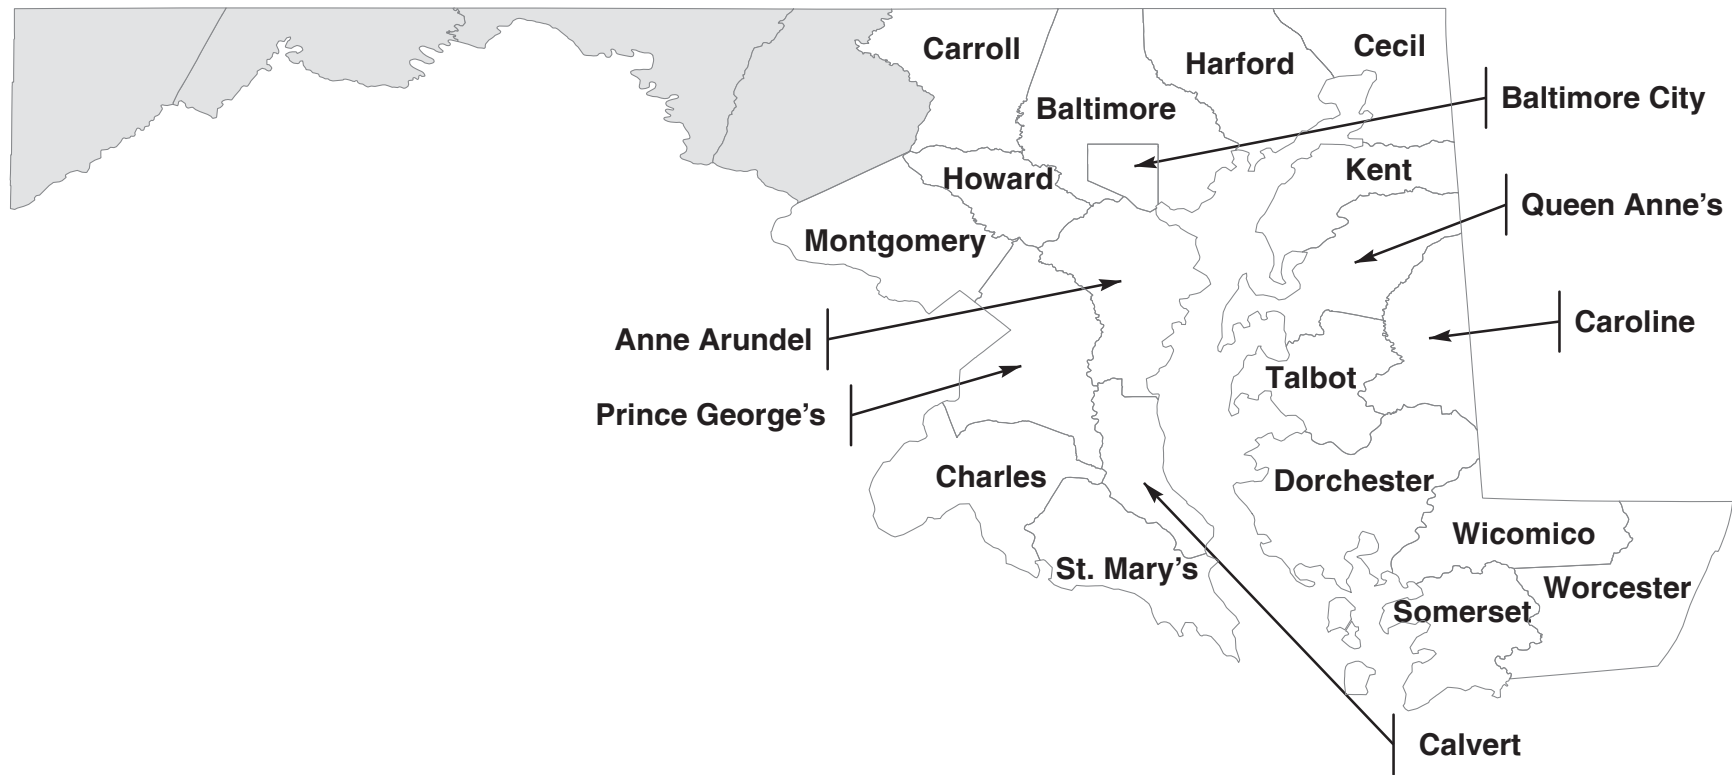 Carroll
Cecil
Harford
Baltimore City
Baltimore
Kent
Howard
Queen Anne’s
Montgomery
Caroline
Anne Arundel
Talbot
Prince George’s
Charles
Dorchester
Wicomico
St. Mary’s
Worcester
Somerset
Calvert